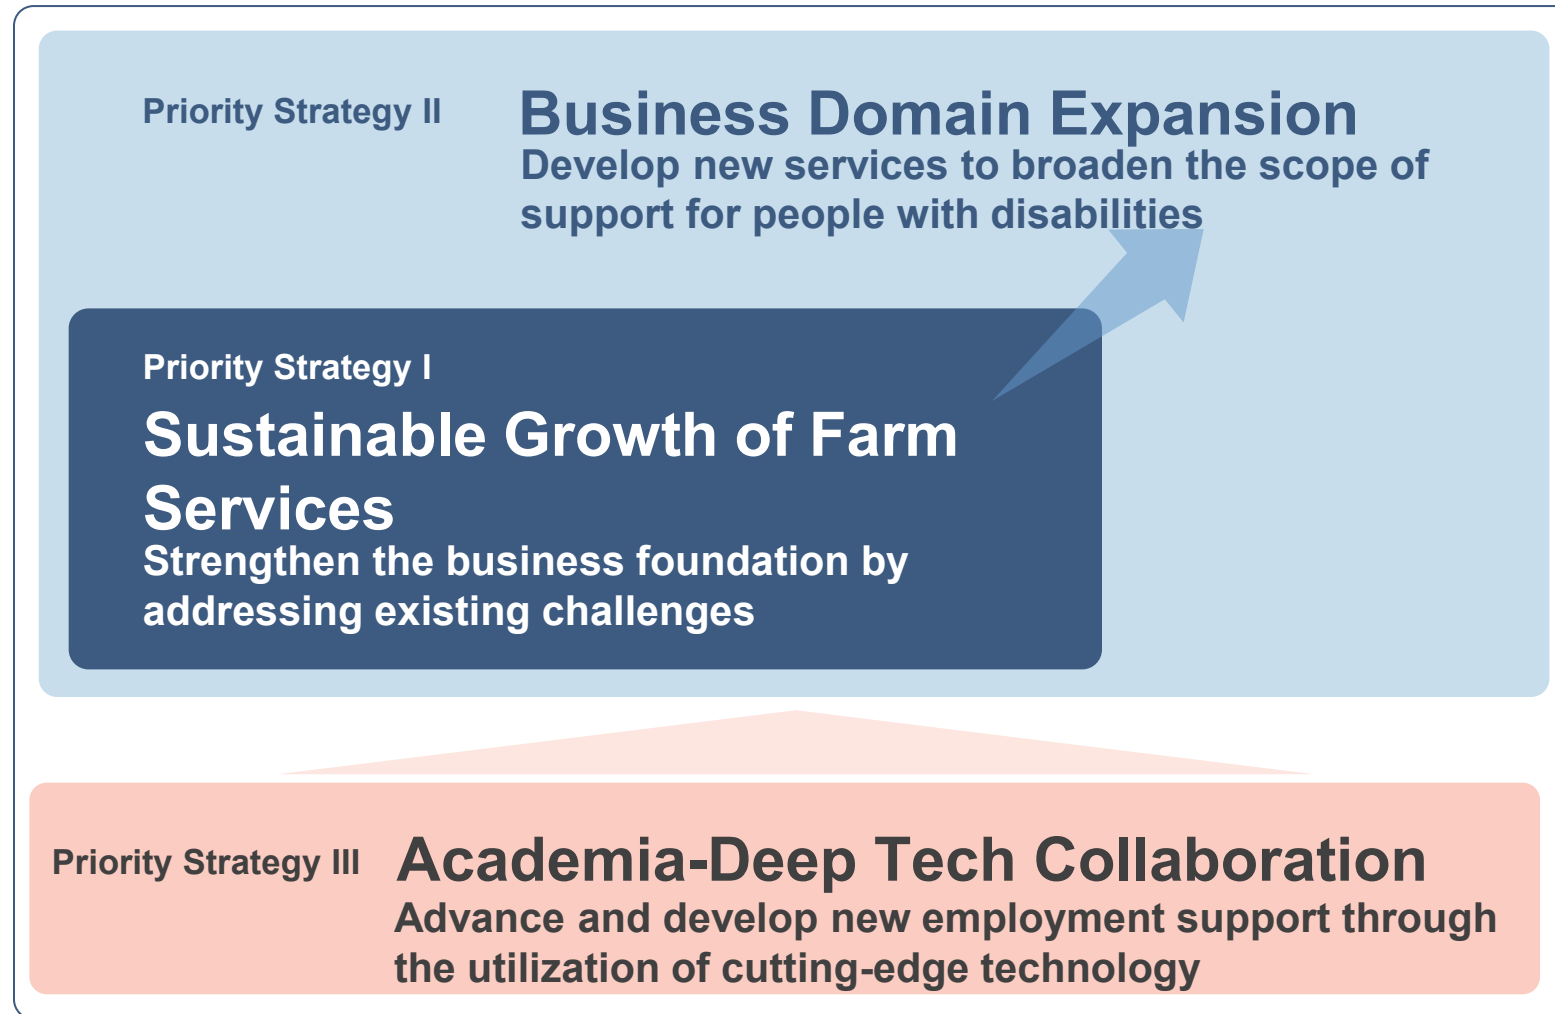 Priority Strategy II
Business Domain Expansion
Develop new services to broaden the scope of
support for people with disabilities
Priority Strategy I
Sustainable Growth of Farm
Services
Strengthen the business foundation by
addressing existing challenges
Priority Strategy III
Academia-Deep Tech Collaboration
Advance and develop new employment support through
the utilization of cutting-edge technology